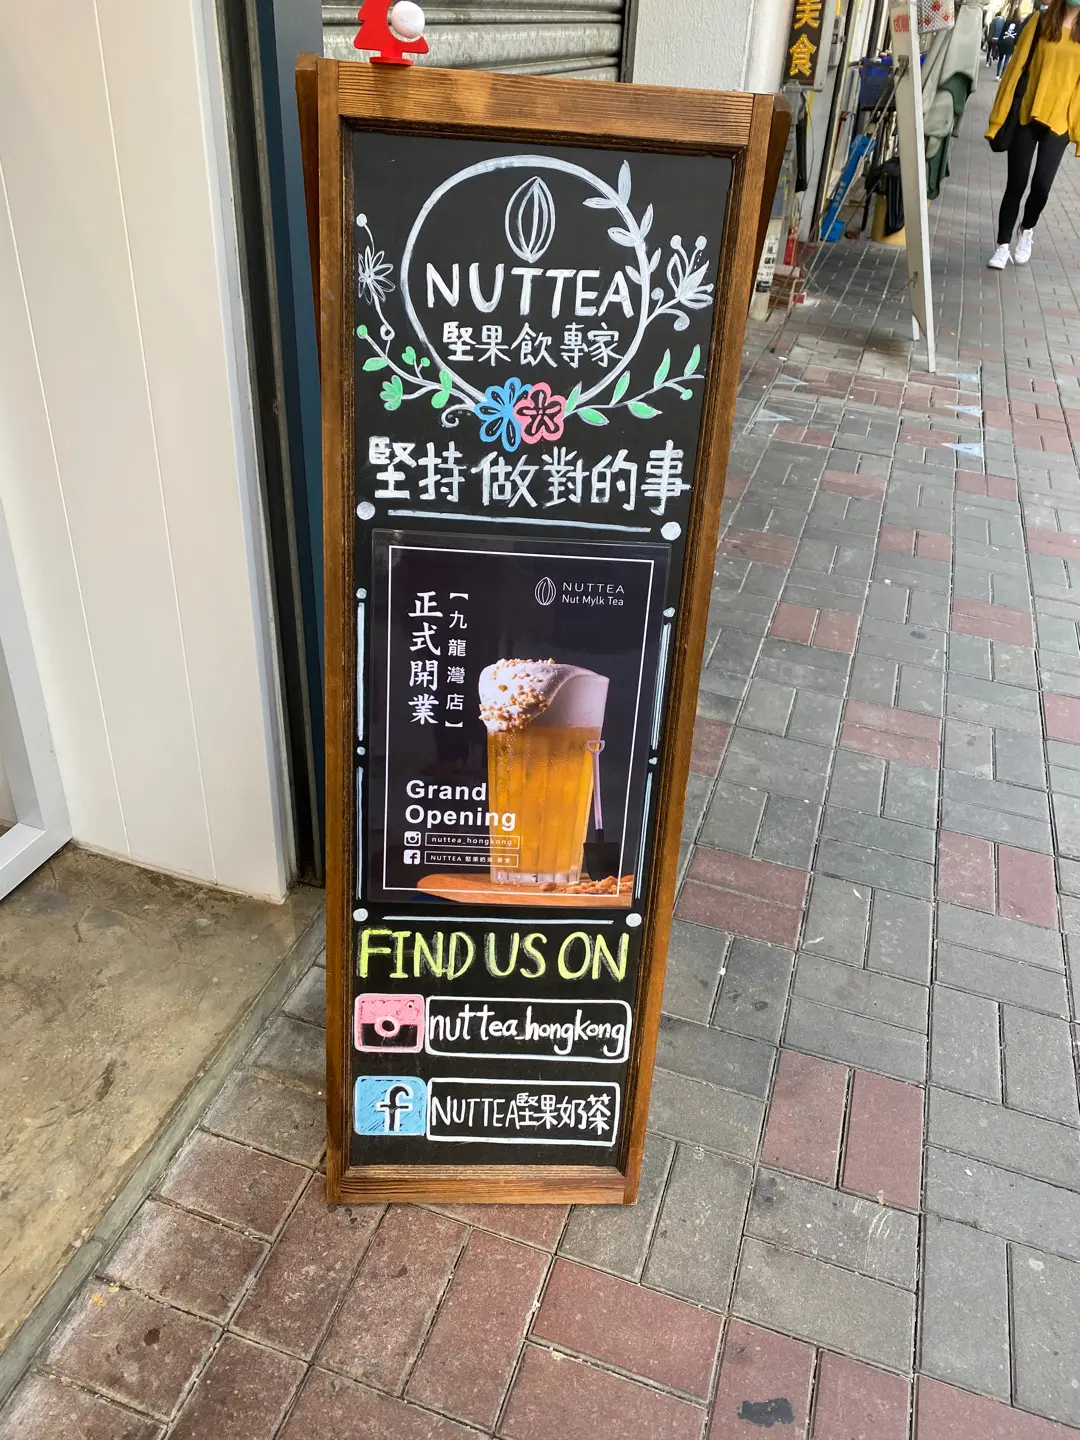 美食
NUTTEA
堅果飲專家
堅持做對的事
NUTTEA
Nut Mylk Tea
【九龍灣店】
正式開業
Grand
Opening
nuttea_hongkong
NUTTEA 堅果奶茶 香港
FIND US ON
nuttea_hongkong
NUTTEA堅果奶茶